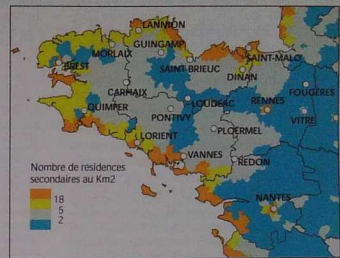 LANNION
GUINGAMP
MORLAIX
BREST
SAINT-BRIEUC
SAINT-MALO
DINAN
CARHAIX
FOUGÈRES
LOUDEAC
RENNES
QUIMPER
PONTIVY
VITRE
PLOERMEL
LORIENT
VANNES
REDON
Nombre de résidences
secondaires au Km2
18
5
2
NANTES